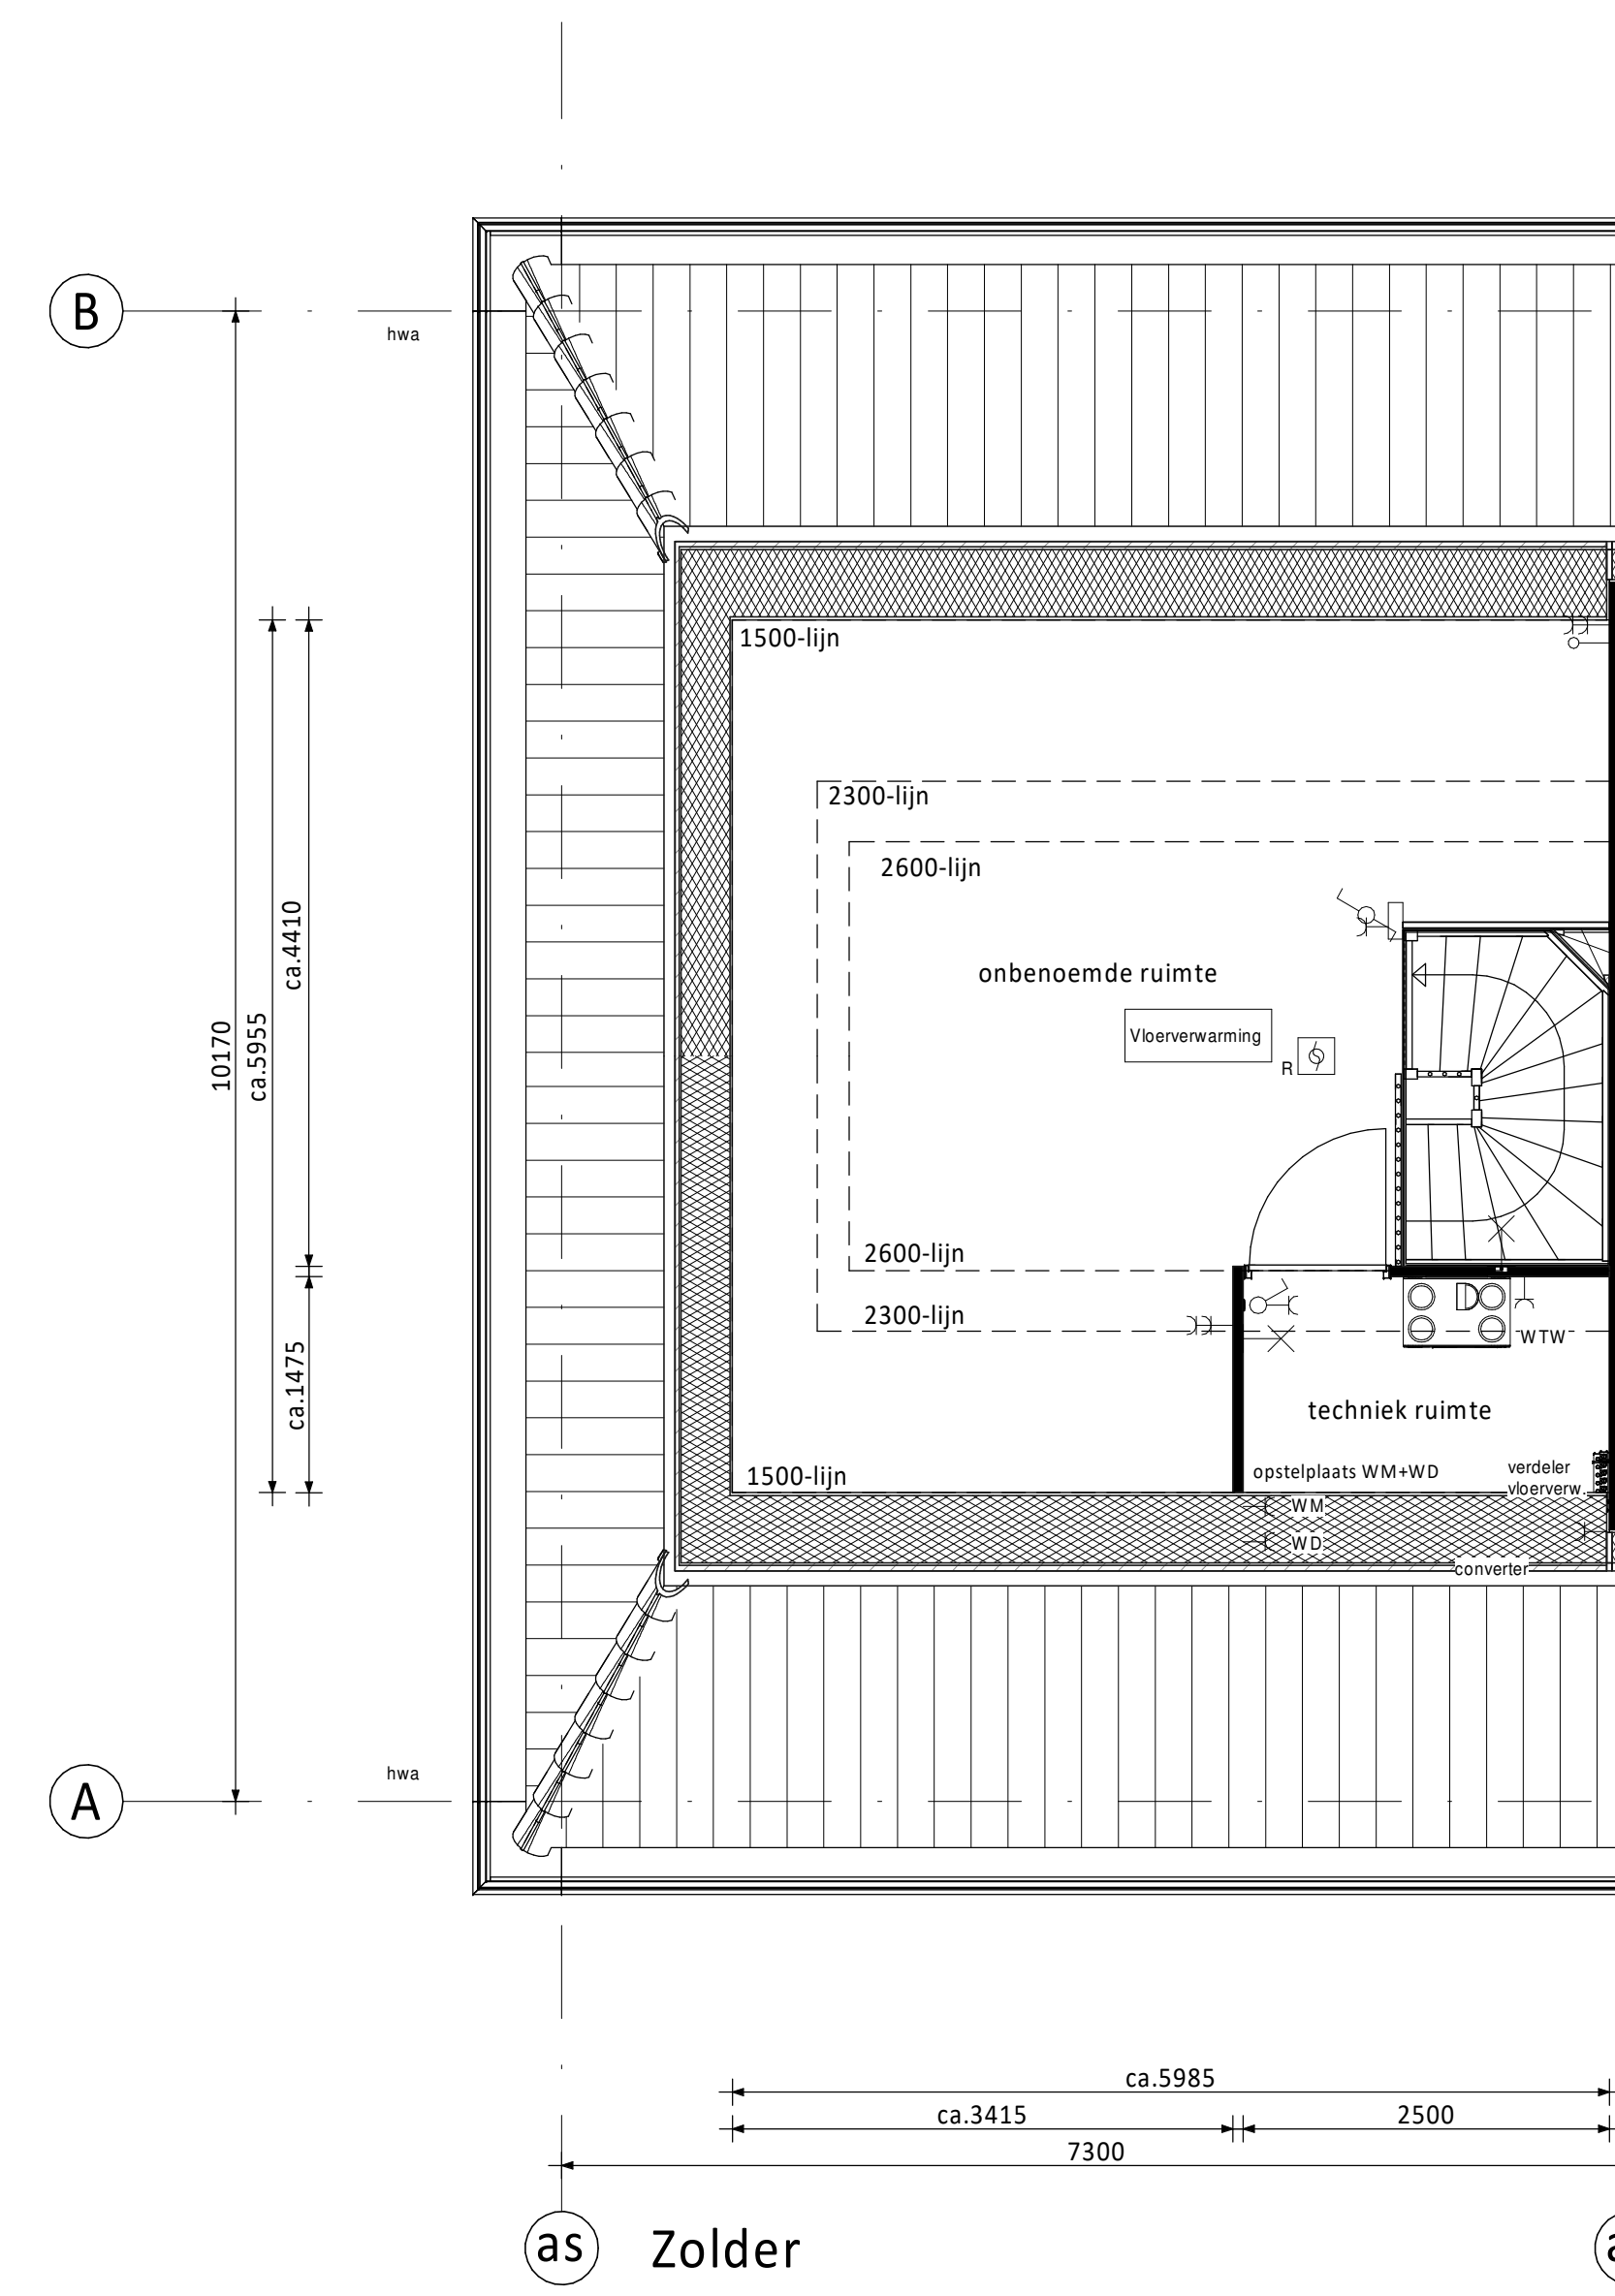 B
hwa
1500-lijn
2300-lijn
2600-lijn
ca.4410
onbenoemde ruimte
10170
ca.5955
Vloerverwarming
R
2600-lijn
2300-lijn
WTW
ca.1475
techniek ruimte
1500-lijn
opstelplaats WM+WD
verdeler
vloerverw.
WM
WD
converter
hwa
A
ca.5985
ca.3415
2500
7300
as
Zolder